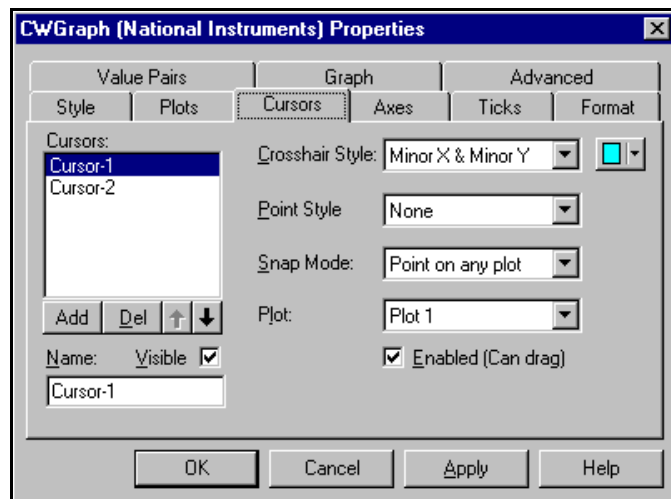 CWGraph (National Instruments) Properties
Value Pairs Graph Advanced
Style Plots Cursors Axes Ticks Format
Cursors:
Cursor-1
Cursor-2
Add Del
Name: Visible
Cursor-1
Crosshair Style: Minor X & Minor Y
Point Style None
Snap Mode: Point on any plot
Plot: Plot 1
Enabled (Can drag)
OK Cancel Apply Help